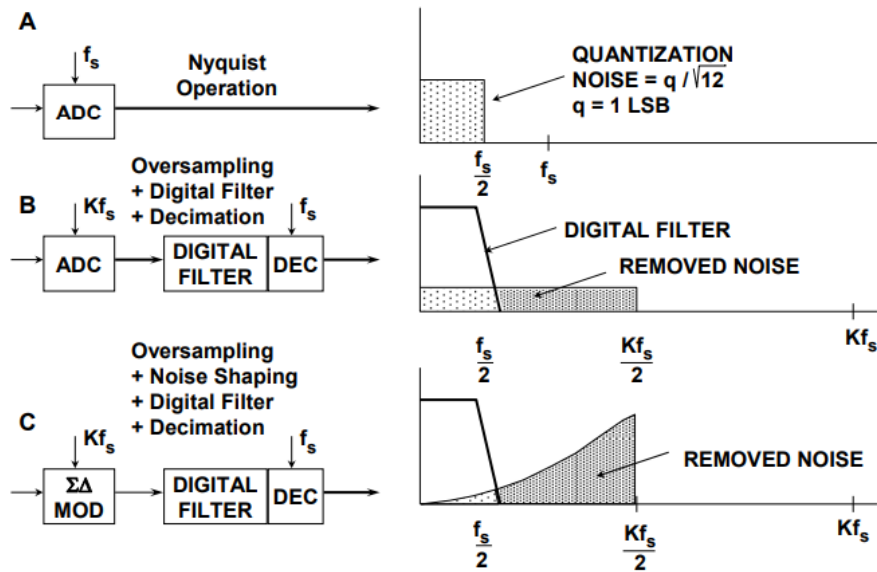 A
fs
ADC
Nyquist
Operation
QUANTIZATION
NOISE = q / √12
q = 1 LSB
fs
2
fs
B
Kfs
ADC
Oversampling
+ Digital Filter
+ Decimation
fs
DIGITAL
FILTER
DEC
DIGITAL FILTER
REMOVED NOISE
fs
2
Kfs
2
Kfs
C
Kfs
ΣΔ
MOD
Oversampling
+ Noise Shaping
+ Digital Filter
+ Decimation
fs
DIGITAL
FILTER
DEC
REMOVED NOISE
fs
2
Kfs
2
Kfs